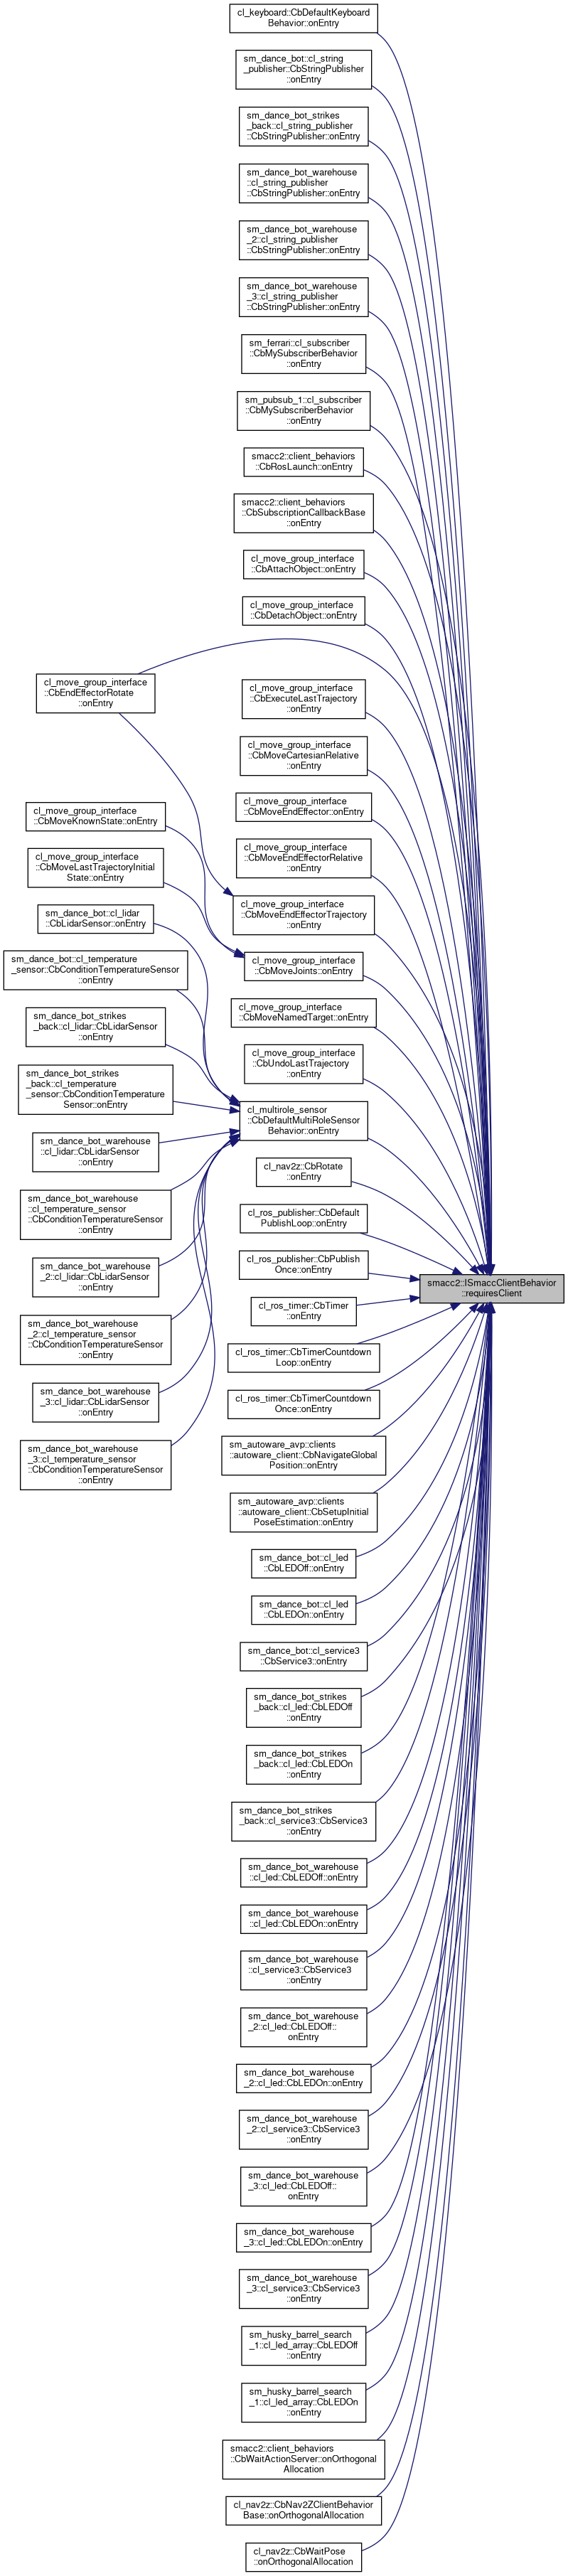 cl_keyboard::CbDefaultKeyboard
Behavior::onEntry
sm_dance_bot::cl_string
_publisher::CbStringPublisher
::onEntry
sm_dance_bot_strikes
_back::cl_string_publisher
::CbStringPublisher::onEntry
sm_dance_bot_warehouse
::cl_string_publisher
::CbStringPublisher::onEntry
sm_dance_bot_warehouse
_2::cl_string_publisher
::CbStringPublisher::onEntry
sm_dance_bot_warehouse
_3::cl_string_publisher
::CbStringPublisher::onEntry
sm_ferrari::cl_subscriber
::CbMySubscriberBehavior
::onEntry
sm_pubsub_1::cl_subscriber
::CbMySubscriberBehavior
::onEntry
smacc2::client_behaviors
::CbRosLaunch::onEntry
smacc2::client_behaviors
::CbSubscriptionCallbackBase
::onEntry
cl_move_group_interface
::CbAttachObject::onEntry
cl_move_group_interface
::CbDetachObject::onEntry
cl_move_group_interface
::CbEndEffectorRotate
::onEntry
cl_move_group_interface
::CbExecuteLastTrajectory
::onEntry
cl_move_group_interface
::CbMoveCartesianRelative
::onEntry
cl_move_group_interface
::CbMoveEndEffector::onEntry
cl_move_group_interface
::CbMoveKnownState::onEntry
cl_move_group_interface
::CbMoveEndEffectorRelative
::onEntry
cl_move_group_interface
::CbMoveLastTrajectoryInitial
State::onEntry
cl_move_group_interface
::CbMoveEndEffectorTrajectory
::onEntry
sm_dance_bot::cl_lidar
::CbLidarSensor::onEntry
cl_move_group_interface
::CbMoveJoints::onEntry
sm_dance_bot::cl_temperature
_sensor::CbConditionTemperatureSensor
::onEntry
cl_move_group_interface
::CbMoveNamedTarget::onEntry
sm_dance_bot_strikes
_back::cl_lidar::CbLidarSensor
::onEntry
cl_move_group_interface
::CbUndoLastTrajectory
::onEntry
sm_dance_bot_strikes
_back::cl_temperature
_sensor::CbConditionTemperature
Sensor::onEntry
cl_multirole_sensor
::CbDefaultMultiRoleSensor
Behavior::onEntry
sm_dance_bot_warehouse
::cl_lidar::CbLidarSensor
::onEntry
cl_nav2z::CbRotate
::onEntry
sm_dance_bot_warehouse
::cl_temperature_sensor
::CbConditionTemperatureSensor
::onEntry
cl_ros_publisher::CbDefault
PublishLoop::onEntry
sm_dance_bot_warehouse
_2::cl_lidar::CbLidarSensor
::onEntry
cl_ros_publisher::CbPublish
Once::onEntry
smacc2::ISmaccClientBehavior
::requiresClient
cl_ros_timer::CbTimer
::onEntry
sm_dance_bot_warehouse
_2::cl_temperature_sensor
::CbConditionTemperatureSensor
::onEntry
cl_ros_timer::CbTimerCountdown
Loop::onEntry
sm_dance_bot_warehouse
_3::cl_lidar::CbLidarSensor
::onEntry
cl_ros_timer::CbTimerCountdown
Once::onEntry
sm_dance_bot_warehouse
_3::cl_temperature_sensor
::CbConditionTemperatureSensor
::onEntry
sm_autoware_avp::clients
::autoware_client::CbNavigateGlobal
Position::onEntry
sm_autoware_avp::clients
::autoware_client::CbSetupInitial
PoseEstimation::onEntry
sm_dance_bot::cl_led
::CbLEDOff::onEntry
sm_dance_bot::cl_led
::CbLEDOn::onEntry
sm_dance_bot::cl_service3
::CbService3::onEntry
sm_dance_bot_strikes
_back::cl_led::CbLEDOff
::onEntry
sm_dance_bot_strikes
_back::cl_led::CbLEDOn
::onEntry
sm_dance_bot_strikes
_back::cl_service3::CbService3
::onEntry
sm_dance_bot_warehouse
::cl_led::CbLEDOff::onEntry
sm_dance_bot_warehouse
::cl_led::CbLEDOn::onEntry
sm_dance_bot_warehouse
::cl_service3::CbService3
::onEntry
sm_dance_bot_warehouse
_2::cl_led::CbLEDOff::
onEntry
sm_dance_bot_warehouse
_2::cl_led::CbLEDOn::onEntry
sm_dance_bot_warehouse
_2::cl_service3::CbService3
::onEntry
sm_dance_bot_warehouse
_3::cl_led::CbLEDOff::
onEntry
sm_dance_bot_warehouse
_3::cl_led::CbLEDOn::onEntry
sm_dance_bot_warehouse
_3::cl_service3::CbService3
::onEntry
sm_husky_barrel_search
_1::cl_led_array::CbLEDOff
::onEntry
sm_husky_barrel_search
_1::cl_led_array::CbLEDOn
::onEntry
smacc2::client_behaviors
::CbWaitActionServer::onOrthogonal
Allocation
cl_nav2z::CbNav2ZClientBehavior
Base::onOrthogonalAllocation
cl_nav2z::CbWaitPose
::onOrthogonalAllocation